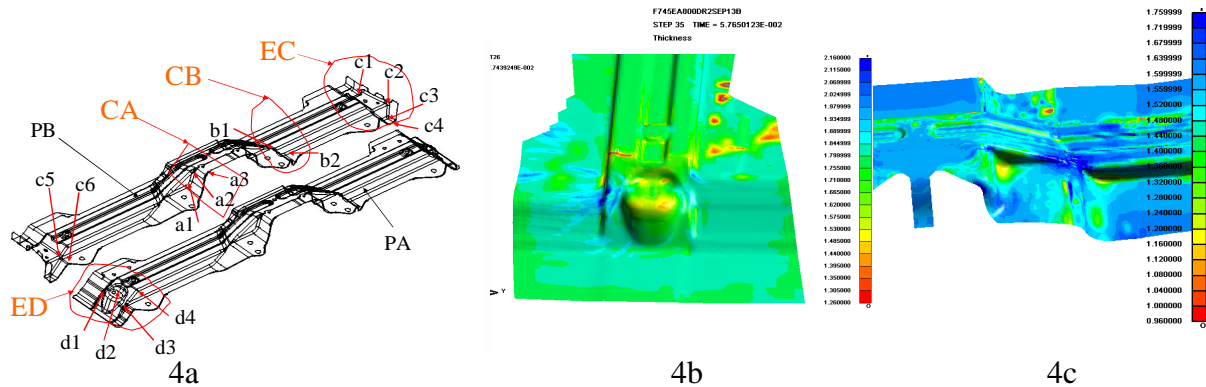 EC
c1
c2
CB
c3
CA
c4
b1
PB
b2
c5
c6
a3
a2
a1
PA
ED
d4
d1
d2
d3
4a
F745EA800DR2SEP13B
STEP 35 TIME = 5.7650123E-002
Thickness
T26
.7439249E-002
2.160000
2.115000
2.069999
2.024999
1.979999
1.934999
1.889999
1.844999
1.799999
1.755000
1.710000
1.665000
1.620000
1.575000
1.530000
1.485000
1.440000
1.395000
1.350000
1.305000
1.260000
Y
4b
1.759999
1.719999
1.679999
1.639999
1.599999
1.559999
1.520000
1.480000
1.440000
1.400000
1.360000
1.320000
1.280000
1.240000
1.200000
1.160000
1.120000
1.080000
1.040000
1.000000
0.960000
4c